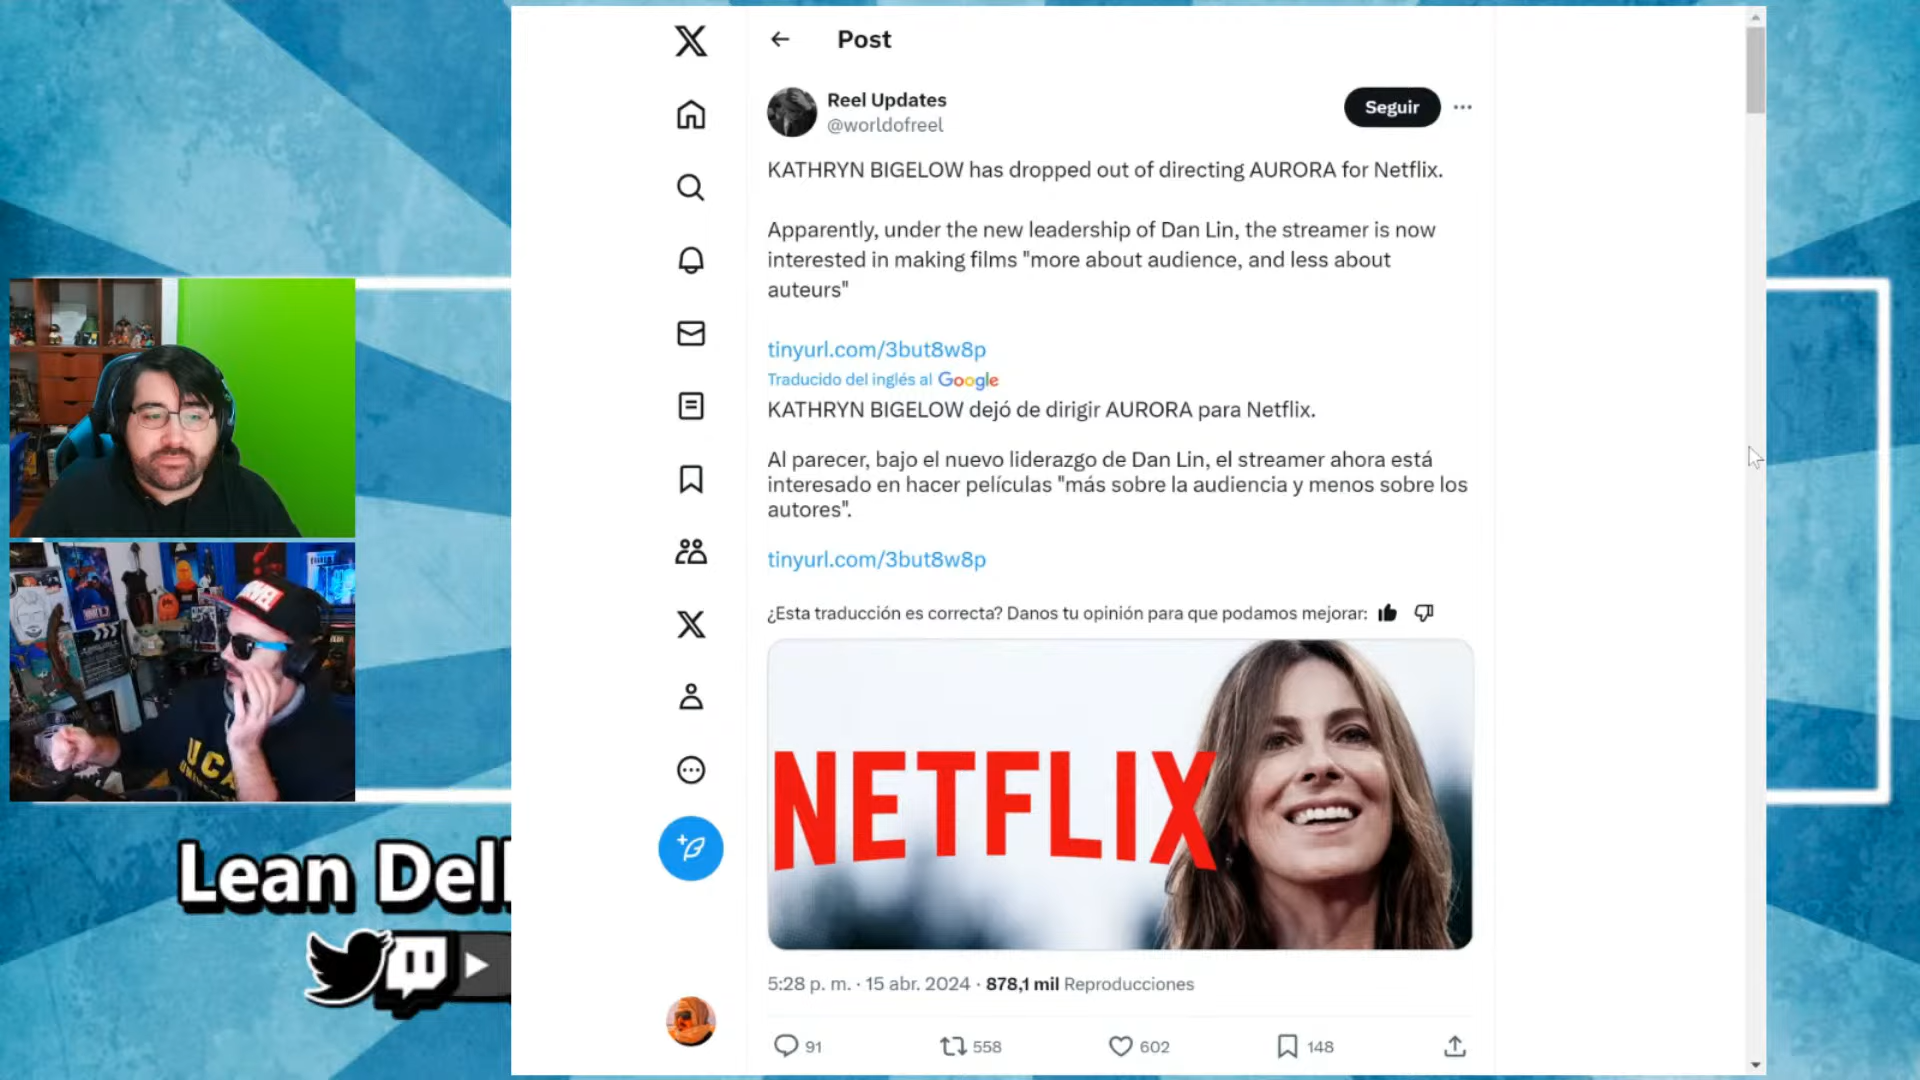 Post
Reel Updates
@worldofreel
Seguir
KATHRYN BIGELOW has dropped out of directing AURORA for Netflix.
Apparently, under the new leadership of Dan Lin, the streamer is now
interested in making films "more about audience, and less about
auteurs"
tinyurl.com/3but8w8p
Traducido del inglés al Google
KATHRYN BIGELOW dejó de dirigir AURORA para Netflix.
Al parecer, bajo el nuevo liderazgo de Dan Lin, el streamer ahora está
interesado en hacer películas "más sobre la audiencia y menos sobre los
autores".
tinyurl.com/3but8w8p
¿Esta traducción es correcta? Danos tu opinión para que podamos mejorar:
NETFLIX
5:28 p. m. · 15 abr. 2024 · 878,1 mil Reproducciones
91
558
602
148
MARVEL
Lean Dell